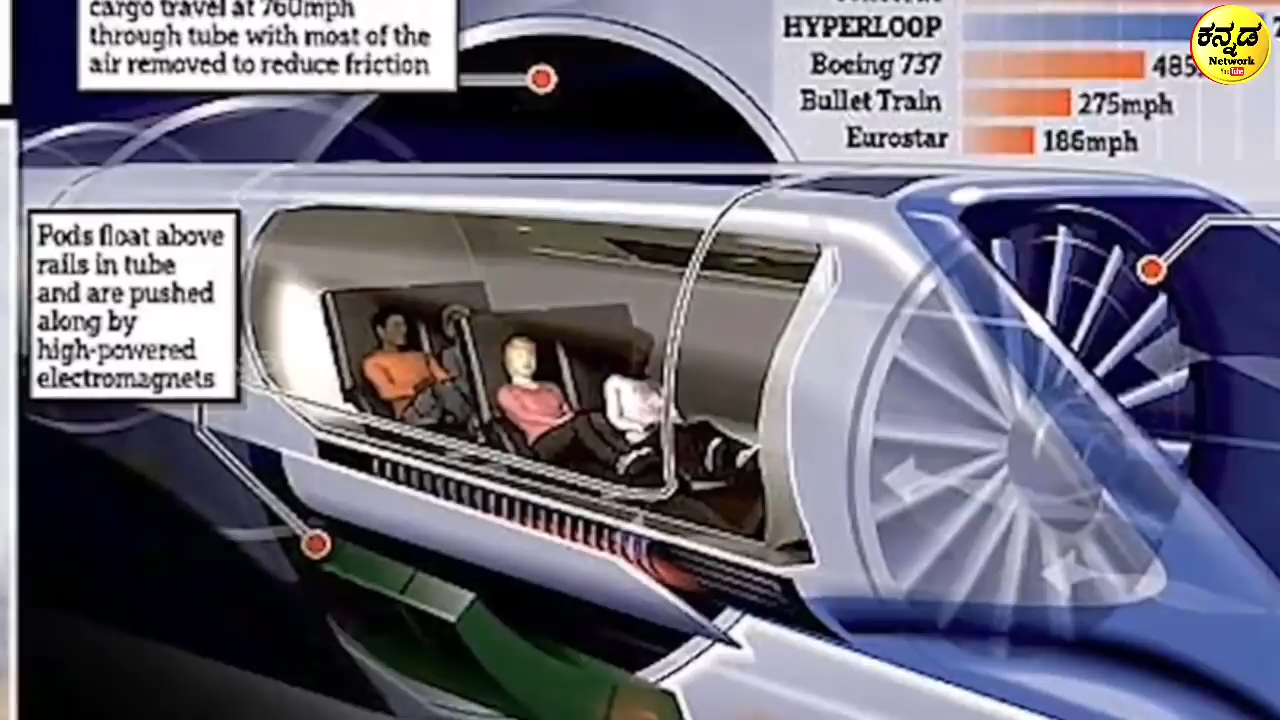 cargo travel at 760mph
through tube with most of the
air removed to reduce friction
HYPERLOOP
Boeing 737 485
Bullet Train 275mph
Eurostar 186mph
ಕನ್ನಡ
Network
YouTube
Pods float above
rails in tube
and are pushed
along by
high-powered
electromagnets